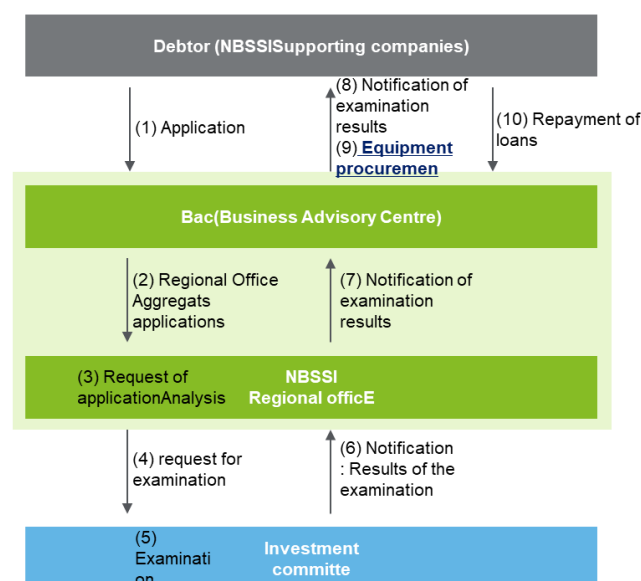 Debtor (NBSSISupporting companies)
(1) Application
(8) Notification of
examination
results
(9) Equipment
procuremen
(10) Repayment of
loans
Bac(Business Advisory Centre)
(2) Regional Office
Aggregats
applications
(7) Notification of
examination
results
(3) Request of
applicationAnalysis
NBSSI
Regional officE
(4) request for
examination
(6) Notification
: Results of the
examination
(5)
Examinati
on
Investment
committe